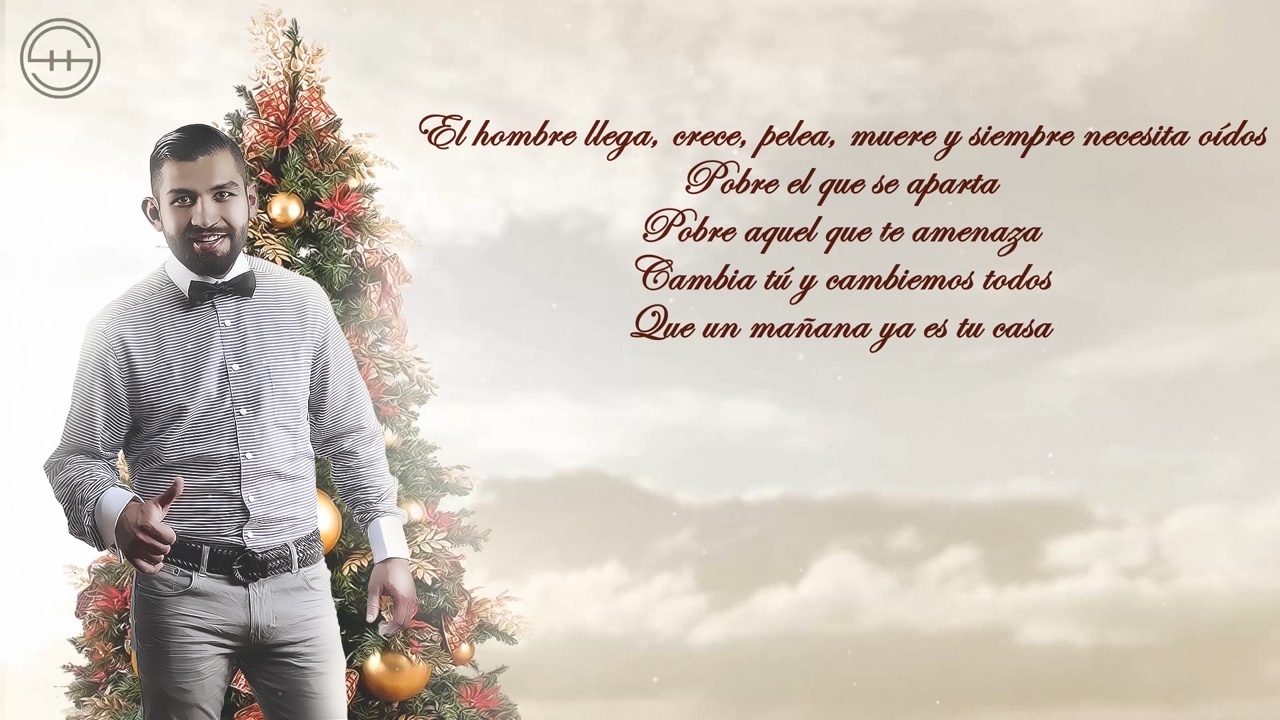 El hombre llega, crece, pelea, muere y siempre necesita oídos
Pobre el que se aparta
Pobre aquel que te amenaza
Cambia tú y cambiemos todos
Que un mañana ya es tu casa